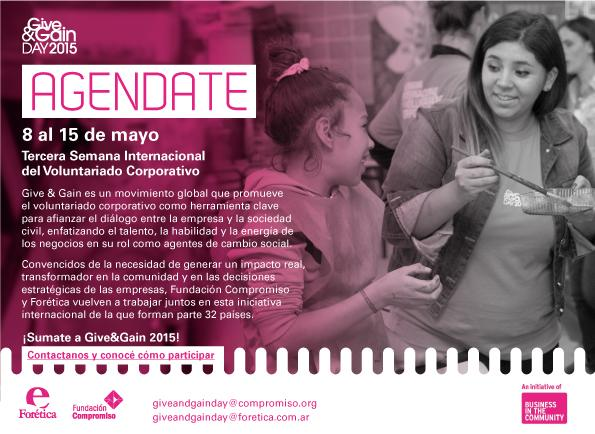 Give
&Gain
DAY2015
AGENDATE
8 al 15 de mayo
Tercera Semana Internacional
del Voluntariado Corporativo
Give & Gain es un movimiento global que promueve
el voluntariado corporativo como herramienta clave
para afianzar el diálogo entre la empresa y la sociedad
civil, enfatizando el talento, la habilidad y la energía de
los negocios en su rol como agentes de cambio social.
Convencidos de la necesidad de generar un impacto real,
transformador en la comunidad y en las decisiones
estratégicas de las empresas, Fundación Compromiso
y Forética vuelven a trabajar juntos en esta iniciativa
internacional de la que forman parte 32 países.
¡Sumate a Give&Gain 2015!
Contactanos y conocé cómo participar
e
Forética
Fundación
Compromiso
giveandgainday@compromiso.org
giveandgainday@foretica.com.ar
An initiative of
BUSINESS
IN THE
COMMUNITY